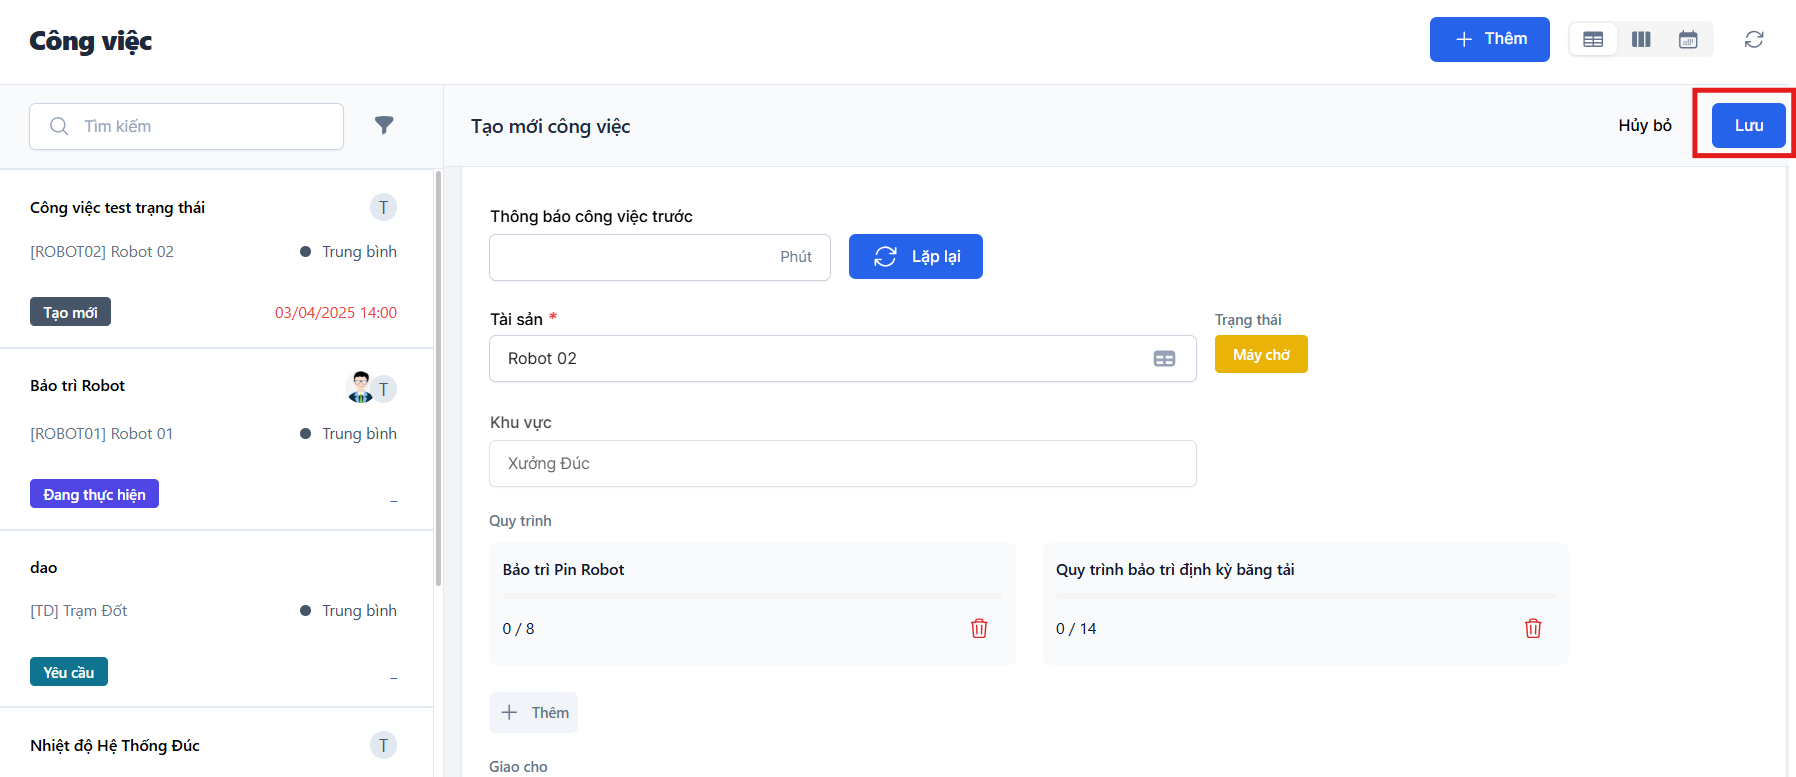 Công việc
Thêm
Tìm kiếm
Tạo mới công việc
Hủy bỏ
Lưu
Công việc test trạng thái
T
[ROBOT02] Robot 02
Trung bình
Tạo mới
03/04/2025 14:00
Bảo trì Robot
T
[ROBOT01] Robot 01
Trung bình
Đang thực hiện
_
dao
[TD] Trạm Đốt
Trung bình
Yêu cầu
_
Nhiệt độ Hệ Thống Đúc
T
Thông báo công việc trước
Phút
Lặp lại
Tài sản *
Trạng thái
Robot 02
Máy chờ
Khu vực
Xưởng Đúc
Quy trình
Bảo trì Pin Robot
0 / 8
Quy trình bảo trì định kỳ băng tải
0 / 14
Thêm
Giao cho